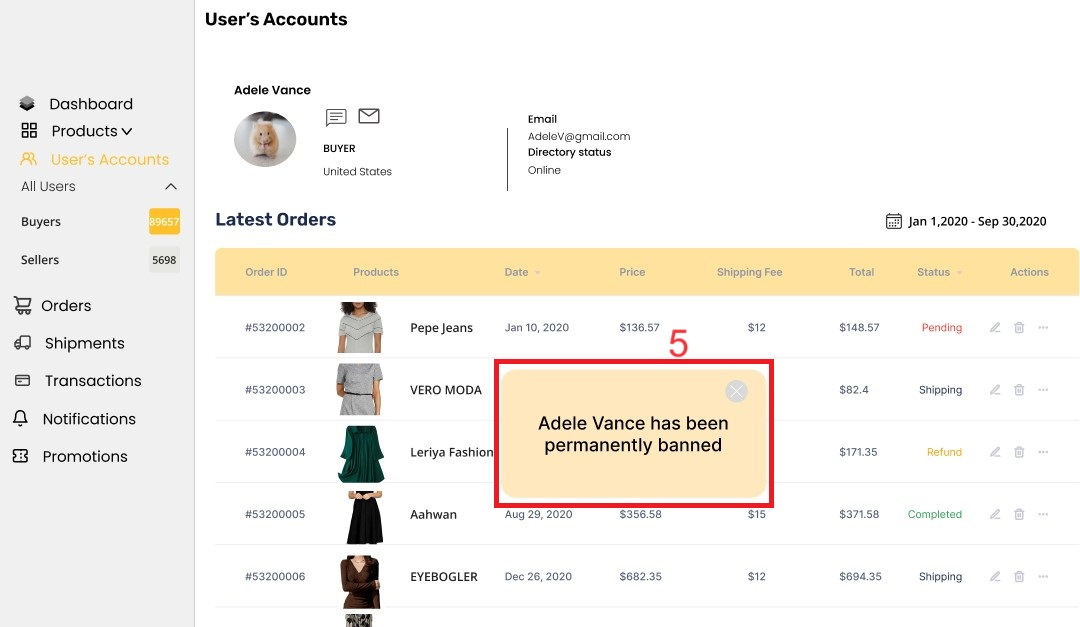 User's Accounts
Adele Vance
BUYER
United States
Email
AdeleV@gmail.com
Directory status
Online
Dashboard
Products
User's Accounts
All Users
Buyers 89657
Sellers 5698
Orders
Shipments
Transactions
Notifications
Promotions
Latest Orders
Jan 1,2020 - Sep 30,2020
Order ID Products Date Price Shipping Fee Total Status Actions
#53200002 Pepe Jeans Jan 10, 2020 $136.57 $12 $148.57 Pending
5
#53200003 VERO MODA $82.4 Shipping
Adele Vance has been
permanently banned
#53200004 Leriya Fashion $171.35 Refund
#53200005 Aahwan Aug 29, 2020 $356.58 $15 $371.58 Completed
#53200006 EYEBOGLER Dec 26, 2020 $682.35 $12 $694.35 Shipping